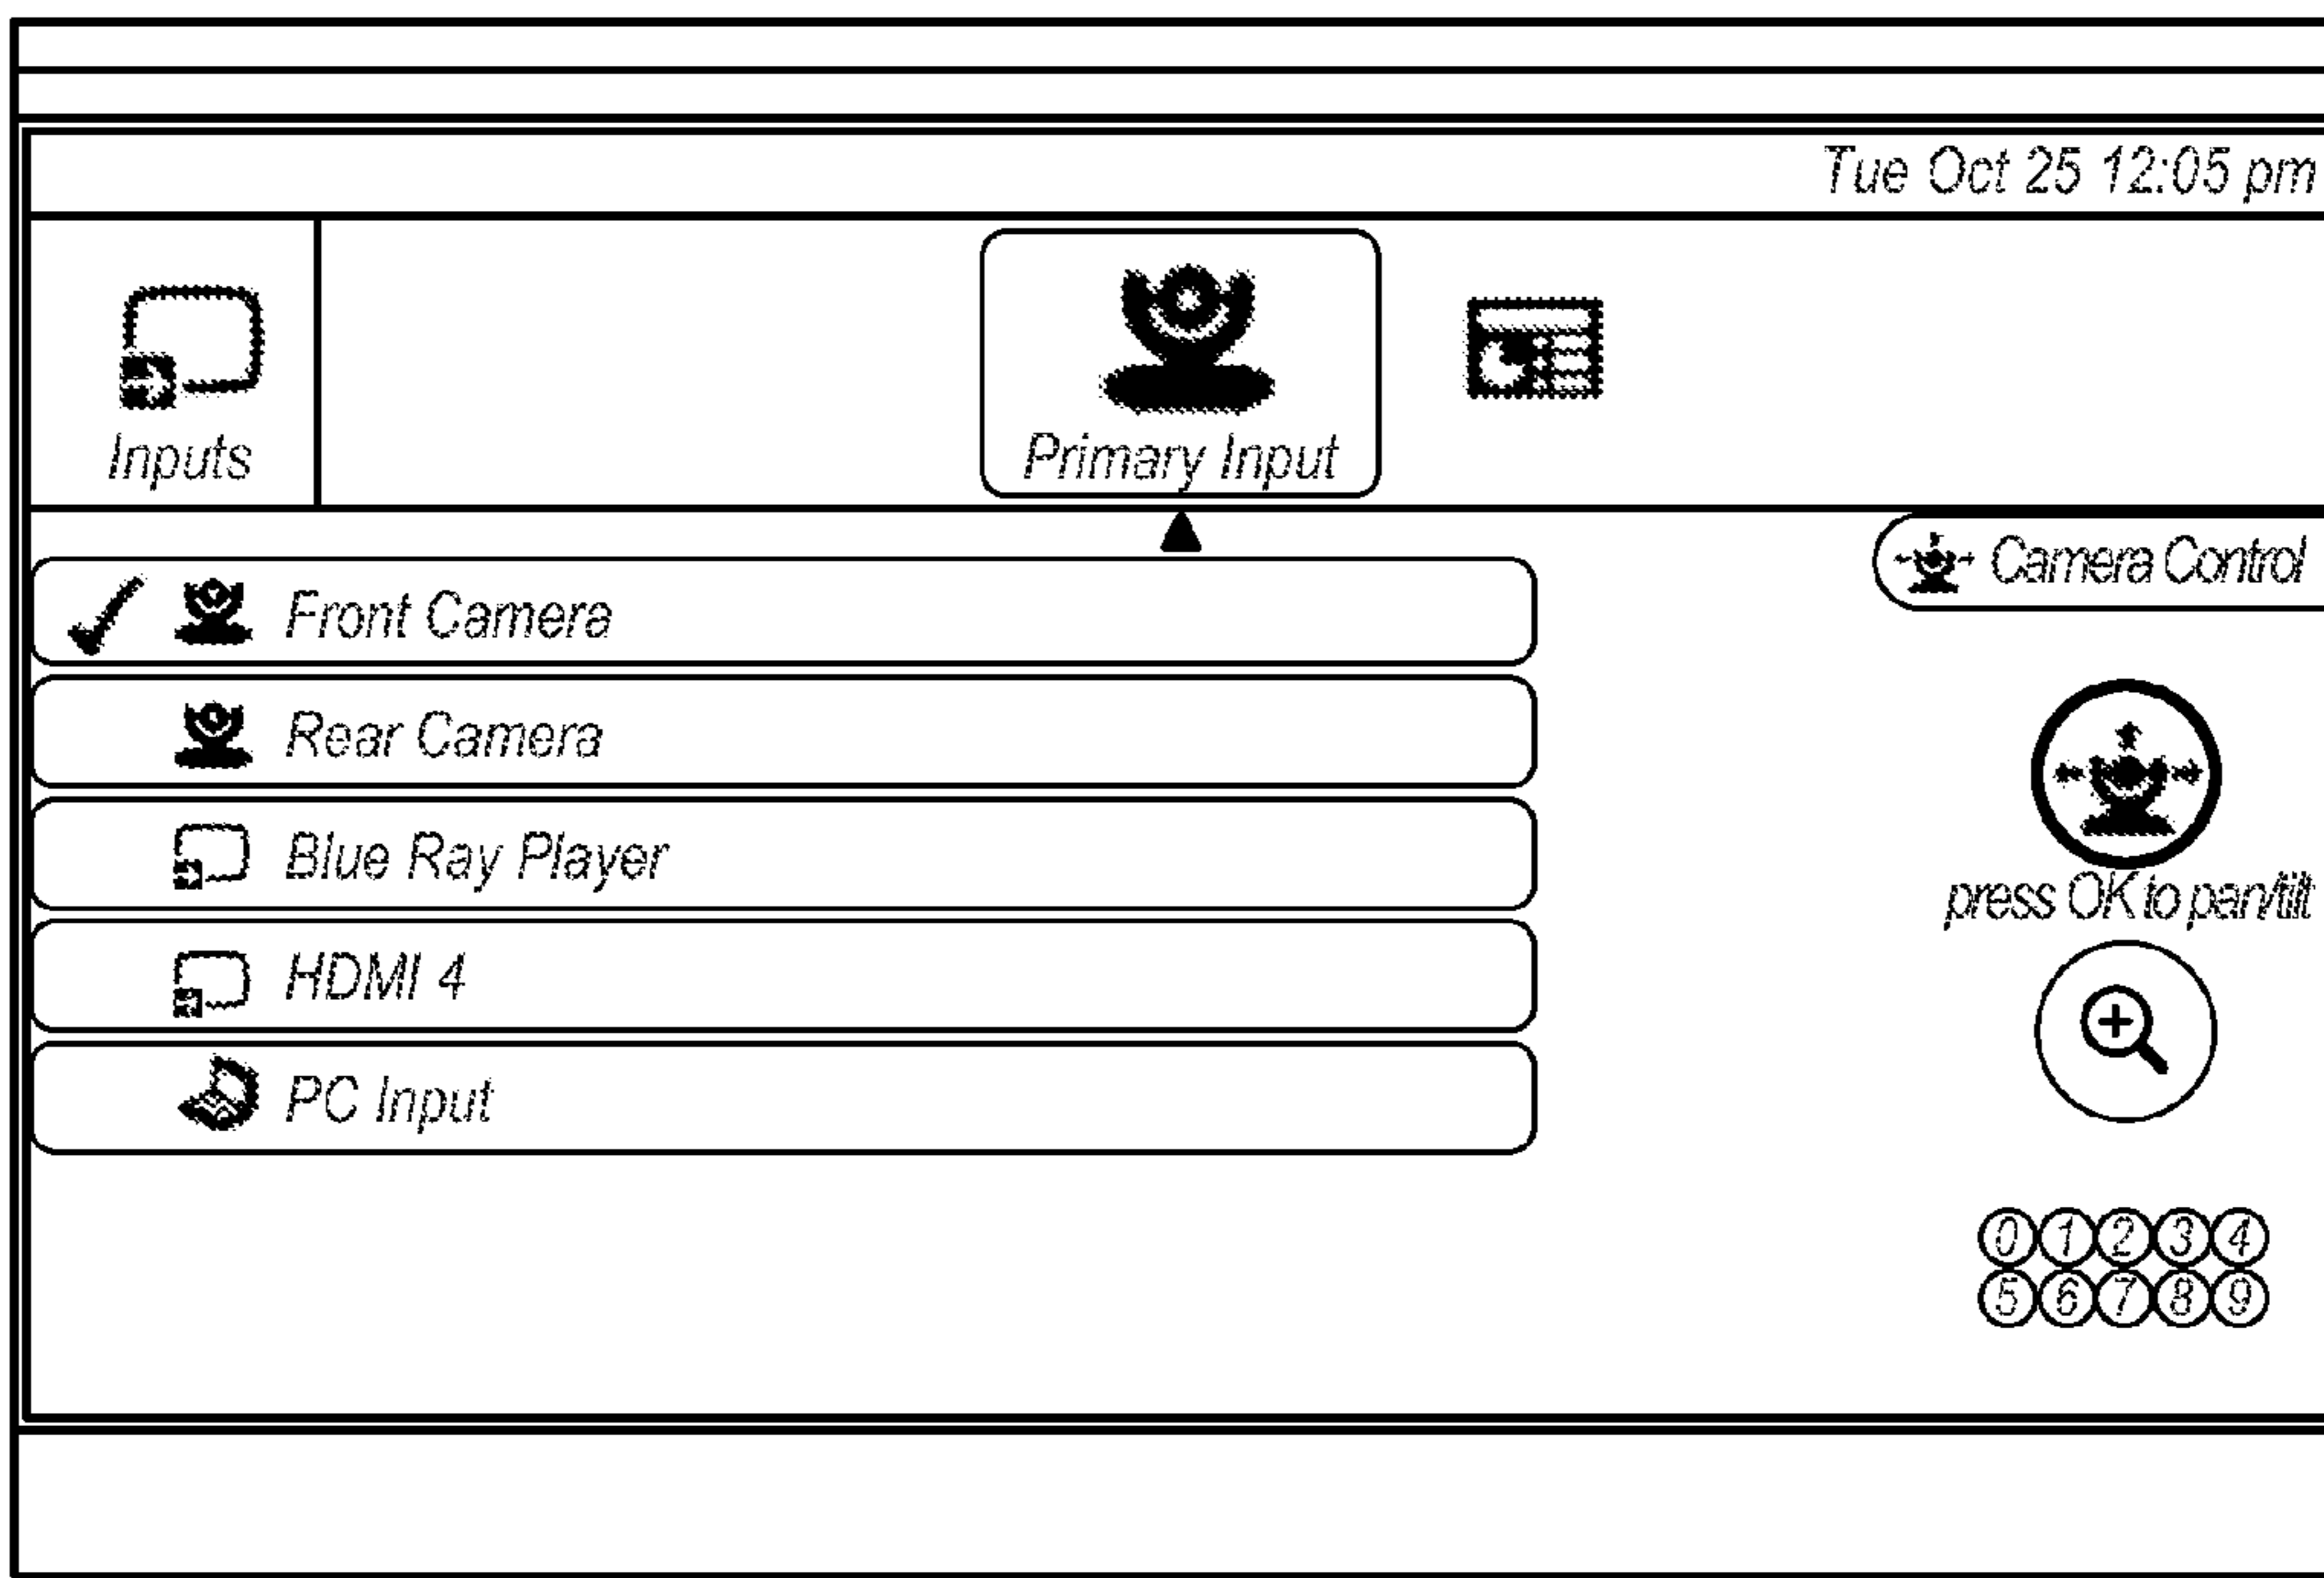 Tue Oct 25 12:05 pm
Inputs
Primary Input
Camera Control
Front Camera
Rear Camera
Blue Ray Player
HDMI 4
PC Input
press OK to pan/tilt
0 1 2 3 4
5 6 7 8 9